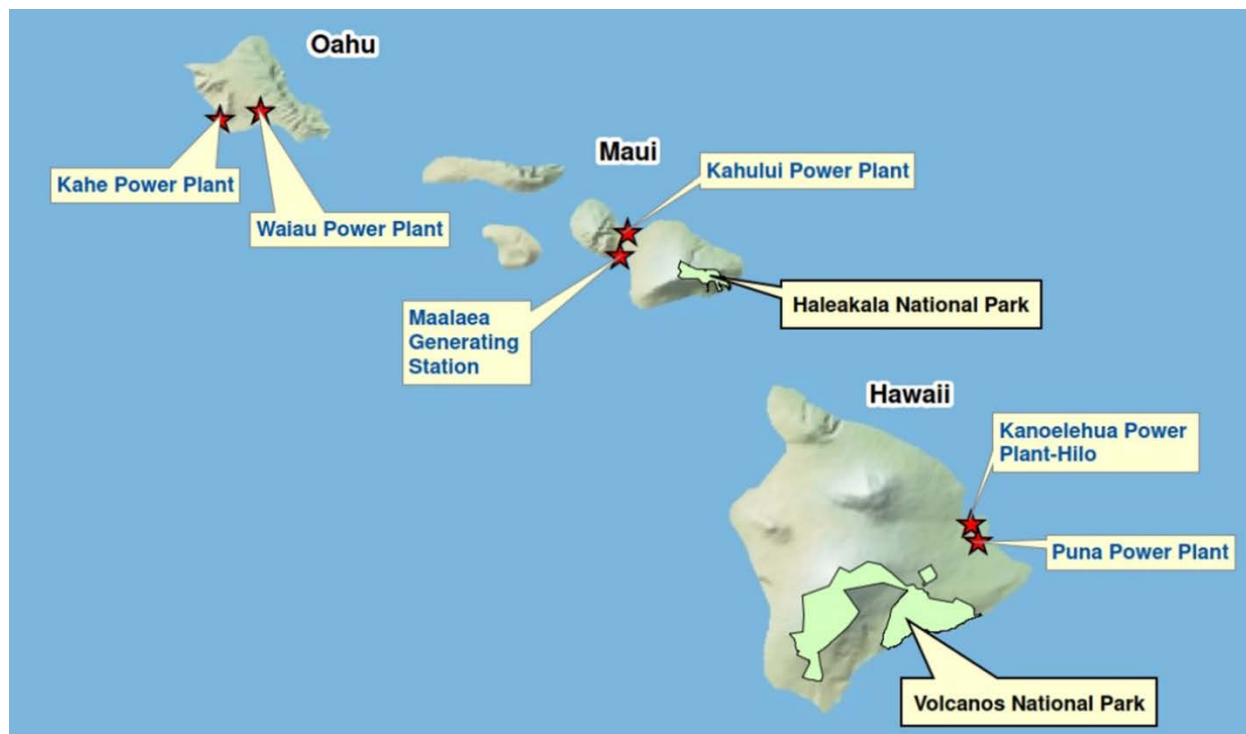 Oahu
Kahe Power Plant
Waiau Power Plant
Maui
Kahului Power Plant
Maalaea
Generating
Station
Haleakala National Park
Hawaii
Kanoelehua Power
Plant-Hilo
Puna Power Plant
Volcanos National Park